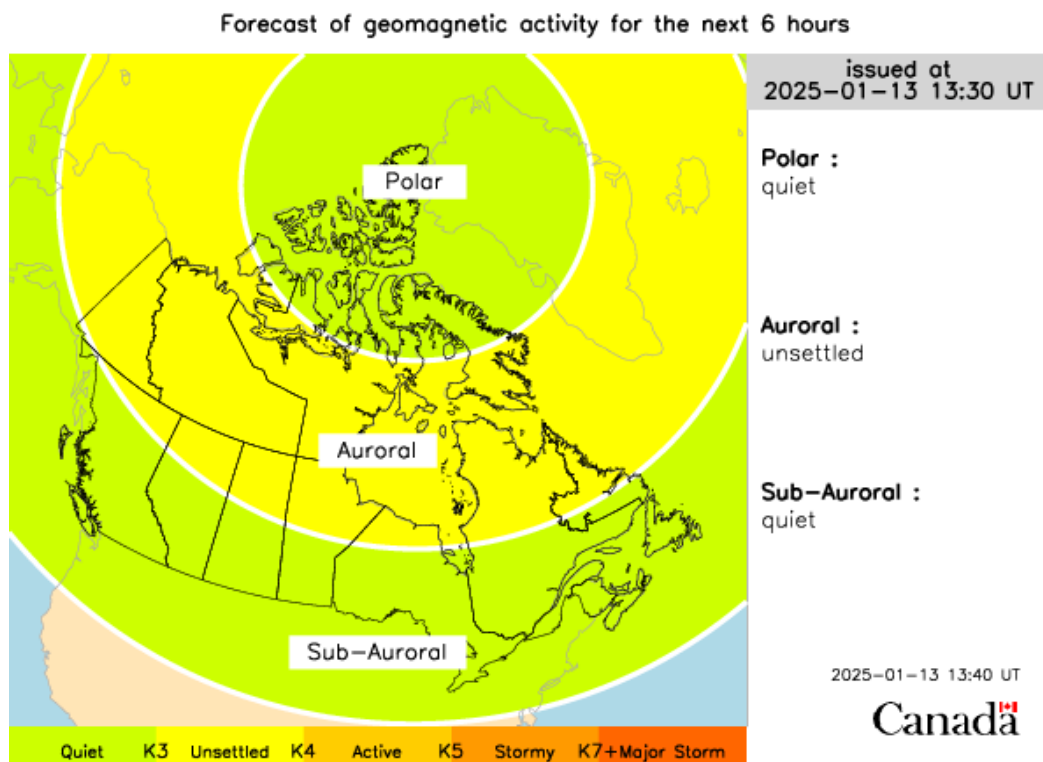 Forecast of geomagnetic activity for the next 6 hours
issued at
2025-01-13 13:30 UT
Polar :
quiet
Auroral :
unsettled
Sub-Auroral :
quiet
Polar
Auroral
Sub-Auroral
2025-01-13 13:40 UT
Canada
Quiet K3 Unsettled K4 Active K5 Stormy K7+Major Storm